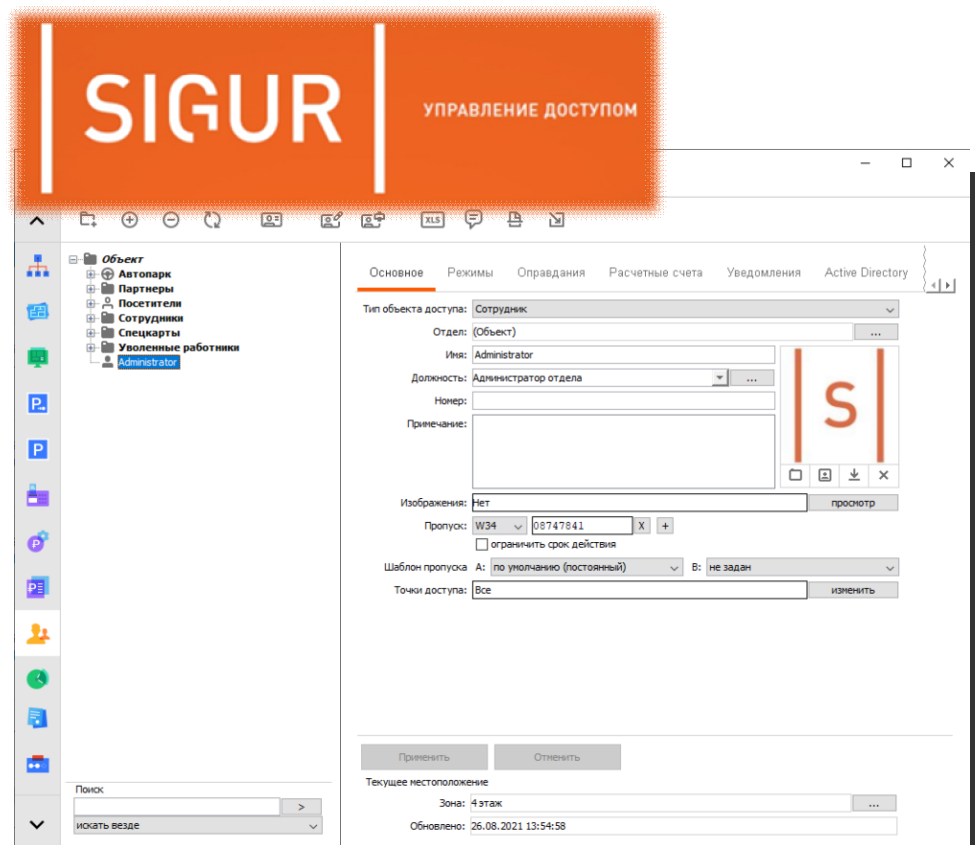 SIGUR
УПРАВЛЕНИЕ ДОСТУПОМ
XLS
Объект
Автопарк
Партнеры
Посетители
Сотрудники
Спецкарты
Уволенные работники
Administrator
Основное Режимы Оправдания Расчетные счета Уведомления Active Directory
Тип объекта доступа: Сотрудник
Отдел: (Объект) ...
Имя: Administrator
Должность: Администратор отдела ...
Номер:
Примечание:
S
Изображения: Нет просмотр
Пропуск: W34 08747841 X +
ограничить срок действия
Шаблон пропуска A: по умолчанию (постоянный) B: не задан
Точки доступа: Все изменить
P
P
P
P
Применить Отменить
Текущее местоположение
Зона: 4 этаж ...
Обновлено: 26.08.2021 13:54:58
Поиск
>
искать везде